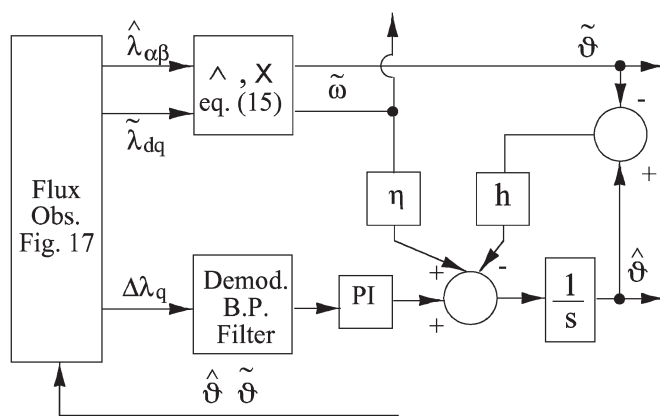 λ̂αβ
ϑ̃
^ , X
eq. (15)
ω̃
λ̃dq
-
+
Flux
Obs.
Fig. 17
η
h
ϑ̂
+
-
Δλq
Demod.
B.P.
Filter
PI
+
1
s
ϑ̂ ϑ̃